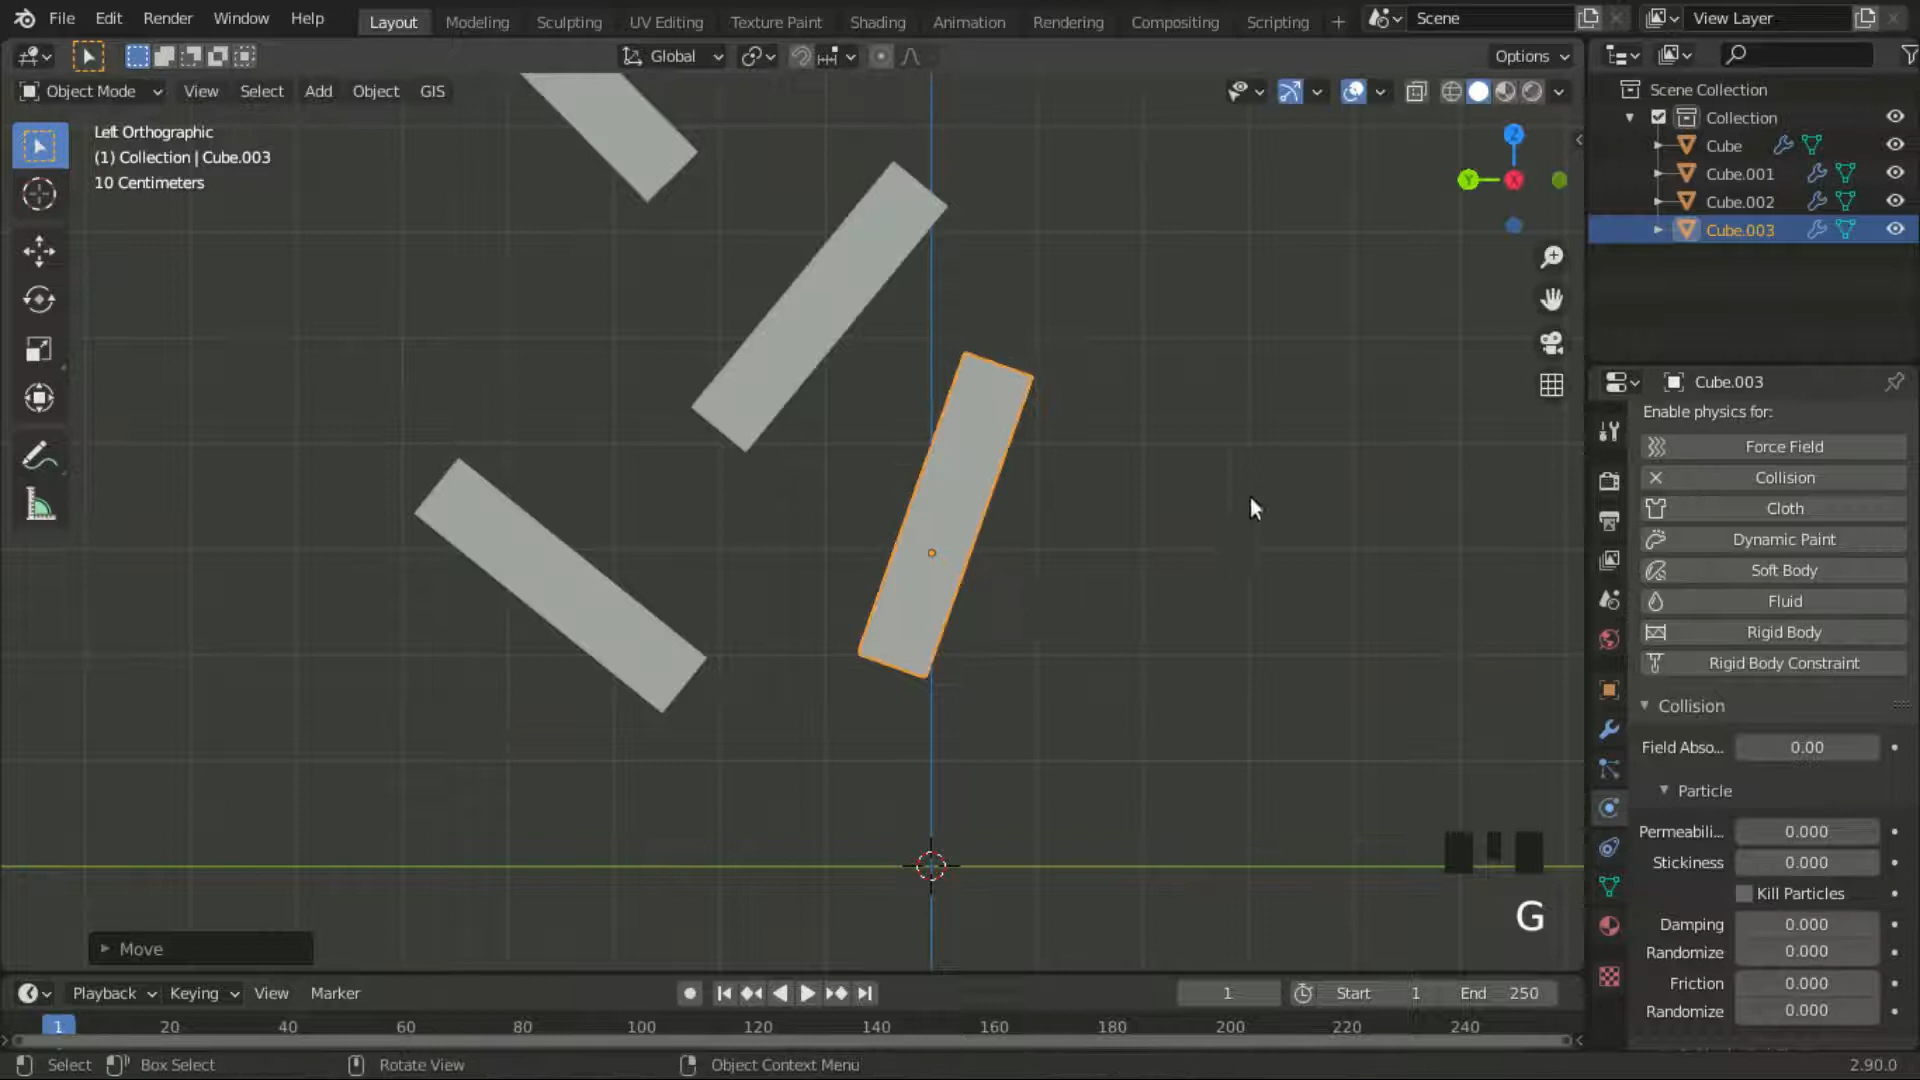 File Edit Render Window Help Layout Modeling Sculpting UV Editing Texture Paint Shading Animation Rendering Compositing Scripting + Scene View Layer
Global Options
Object Mode View Select Add Object GIS
Left Orthographic
(1) Collection | Cube.003
10 Centimeters
Z
Y
X
Scene Collection
Collection
Cube
Cube.001
Cube.002
Cube.003
Cube.003
Enable physics for:
Force Field
Collision
Cloth
Dynamic Paint
Soft Body
Fluid
Rigid Body
Rigid Body Constraint
Collision
Field Abso... 0.00
Particle
Permeabili... 0.000
Stickiness 0.000
Kill Particles
Damping 0.000
Randomize 0.000
Friction 0.000
Randomize 0.000
G
Move
Playback Keying View Marker 1 Start 1 End 250
1 20 40 60 80 100 120 140 160 180 200 220 240
Select Box Select Rotate View Object Context Menu 2.90.0